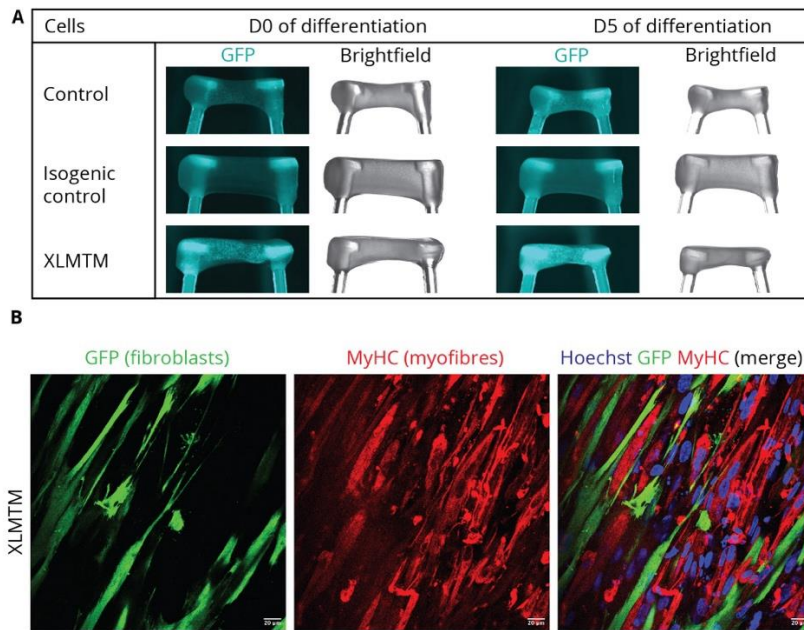 A
Cells D0 of differentiation D5 of differentiation
GFP Brightfield GFP Brightfield
Control
Isogenic
control
XLMTM
B
GFP (fibroblasts) MyHC (myofibres) Hoechst GFP MyHC (merge)
XLMTM
20 μm 20 μm 20 μm